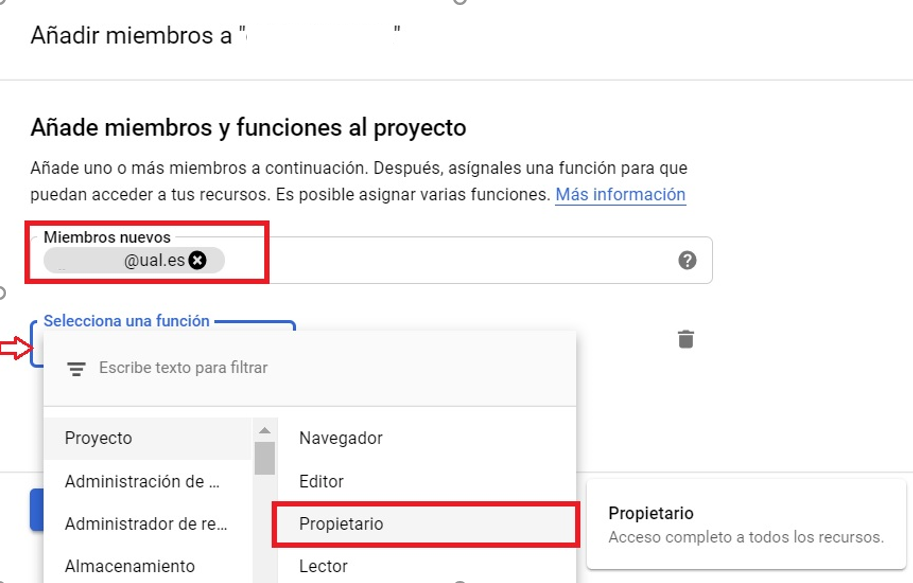 Añadir miembros a " "
Añade miembros y funciones al proyecto
Añade uno o más miembros a continuación. Después, asígnales una función para que
puedan acceder a tus recursos. Es posible asignar varias funciones. Más información
Miembros nuevos
@ual.es
Selecciona una función
Escribe texto para filtrar
Proyecto
Administración de ...
Administrador de re...
Almacenamiento
Navegador
Editor
Propietario
Lector
Propietario
Acceso completo a todos los recursos.